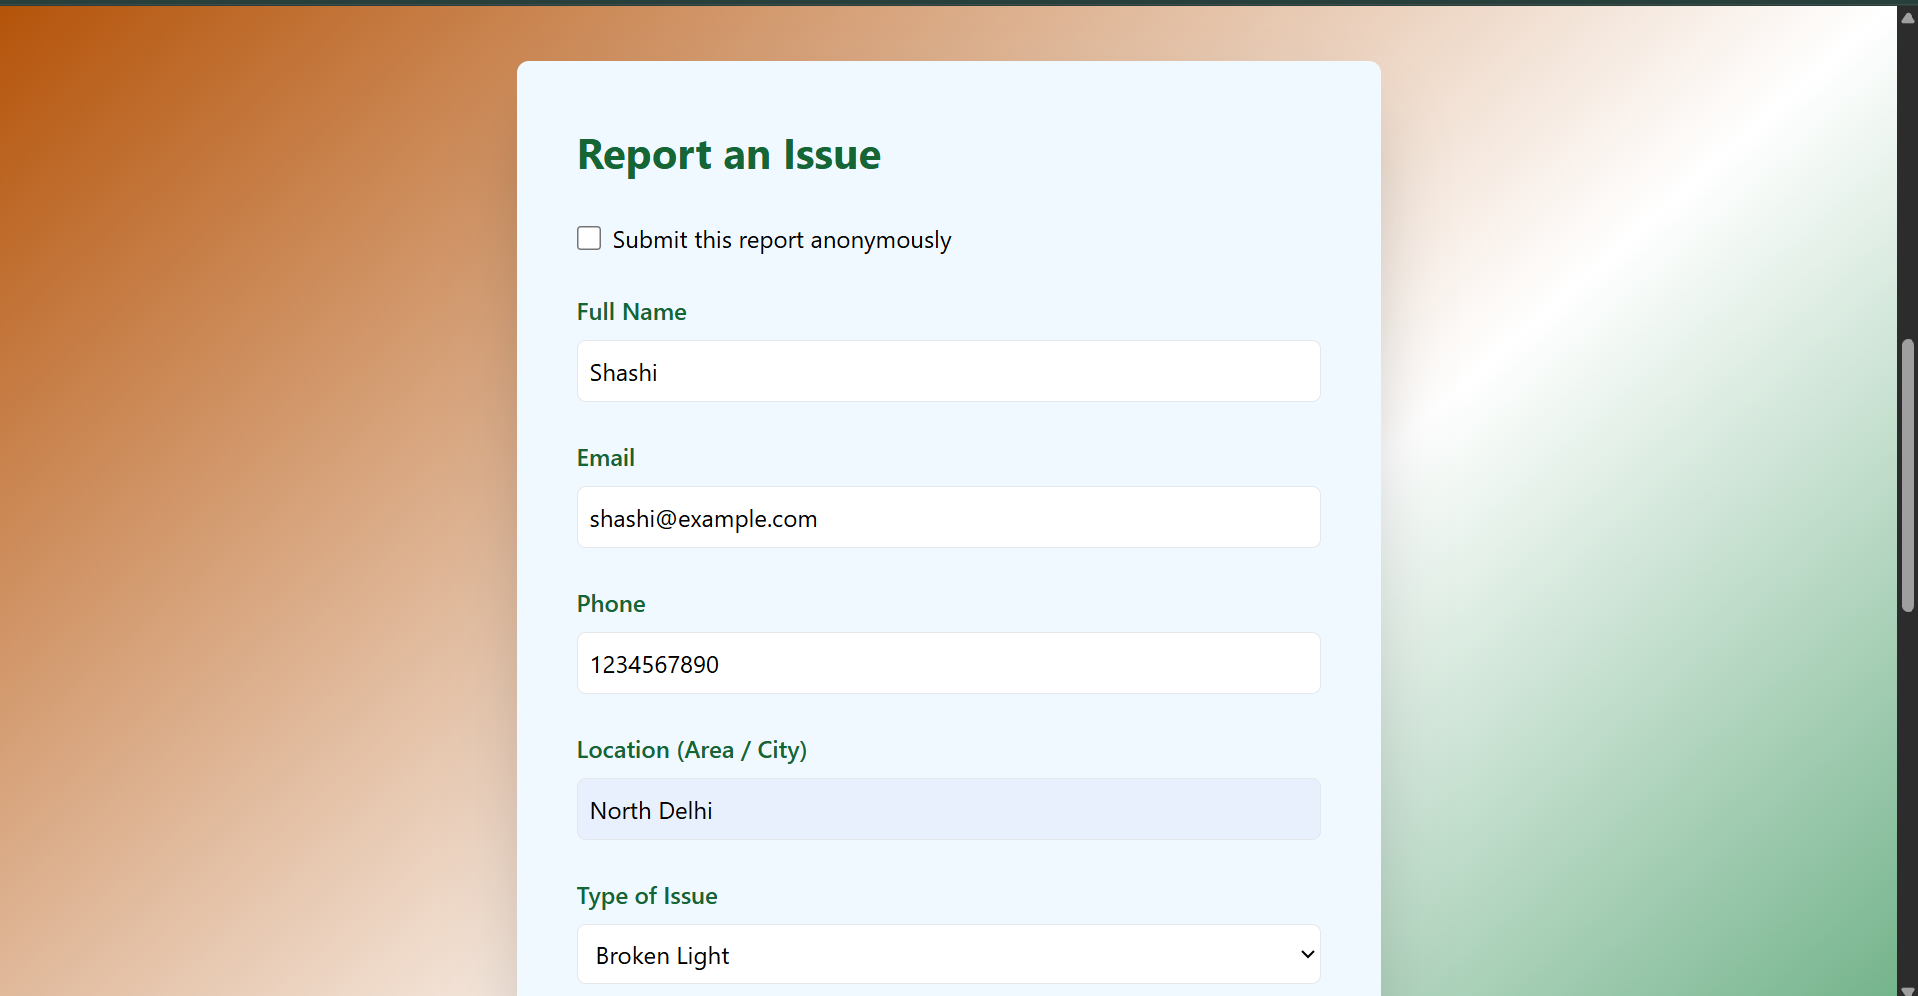 Report an Issue
Submit this report anonymously
Full Name
Shashi
Email
shashi@example.com
Phone
1234567890
Location (Area / City)
North Delhi
Type of Issue
Broken Light